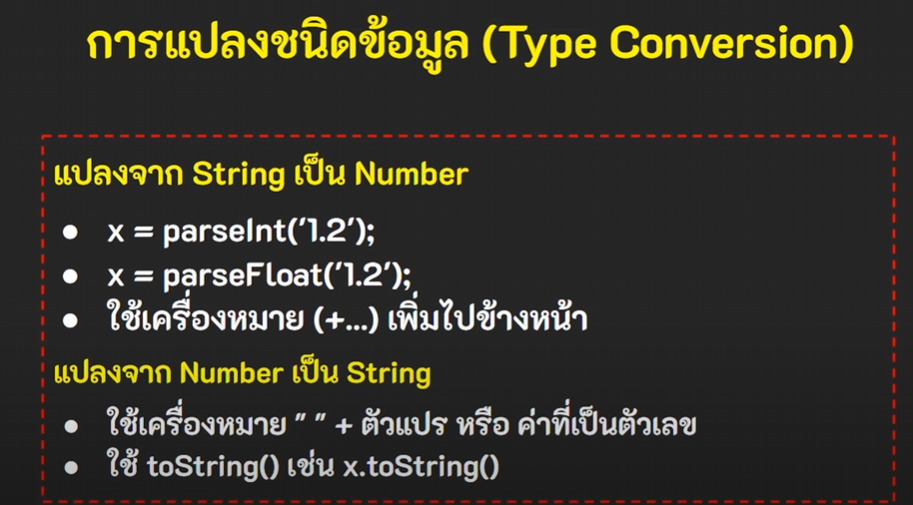 การแปลงชนิดข้อมูล (Type Conversion)
แปลงจาก String เป็น Number
● x = parseInt('1.2');
● x = parseFloat('1.2');
● ใช้เครื่องหมาย (+...) เพิ่มไปข้างหน้า
แปลงจาก Number เป็น String
● ใช้เครื่องหมาย " " + ตัวแปร หรือ ค่าที่เป็นตัวเลข
● ใช้ toString() เช่น x.toString()